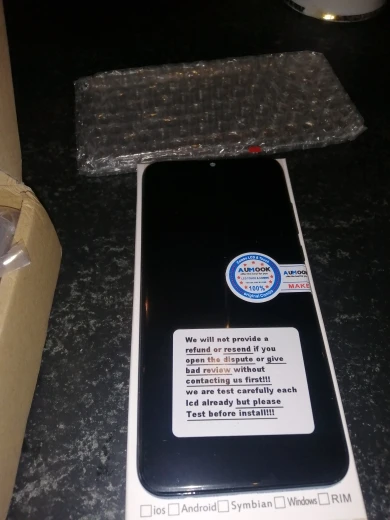 AUMOOK
100%
AUMOOK
MAKE
We will not provide a
refund or resend if you
open the dispute or give
bad review without
contacting us first!!!
we are test carefully each
lcd already but please
Test before install!!!
ios Android Symbian Windows RIM